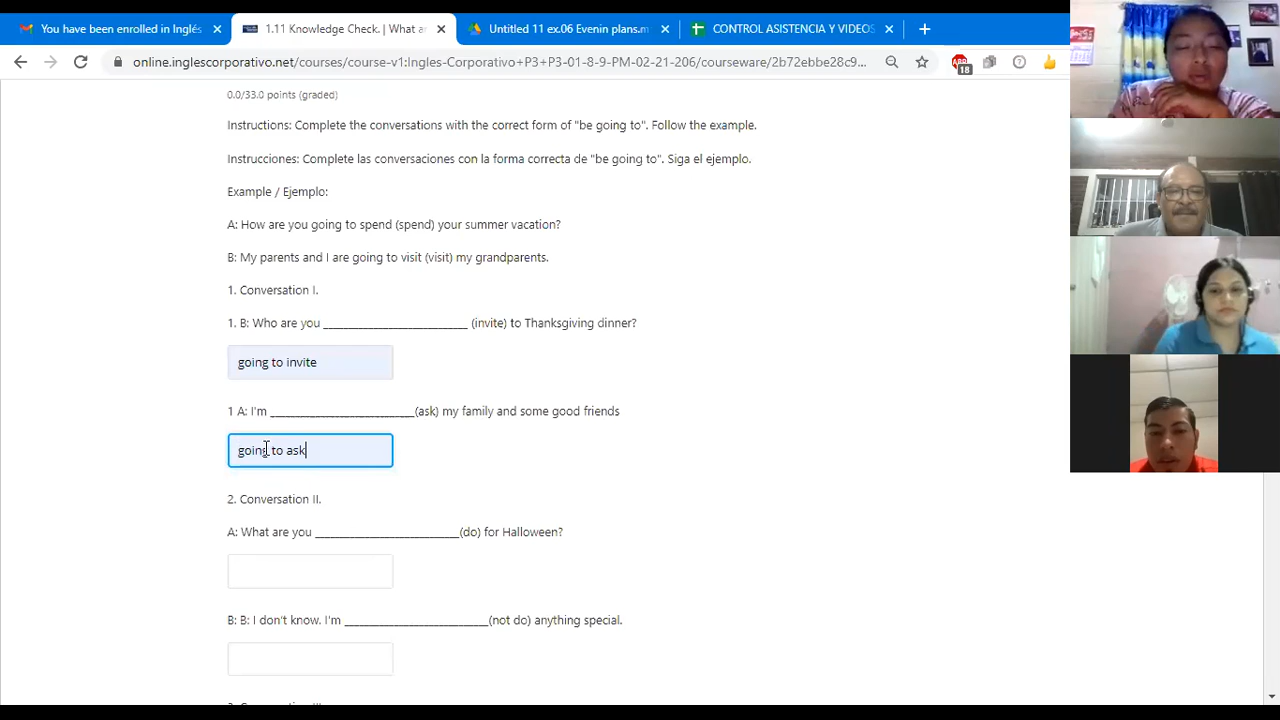 You have been enrolled in Inglés
1.11 Knowledge Check. | What a
Untitled 11 ex.06 Evenin plans.m
CONTROL ASISTENCIA Y VIDEOS
online.inglescorporativo.net/courses/course-v1:Ingles-Corporativo+P3-TP3-01-8-9-PM-02-21-206/courseware/2b72e
18
0.0/33.0 points (graded)
Instructions: Complete the conversations with the correct form of "be going to". Follow the example.
Instrucciones: Complete las conversaciones con la forma correcta de "be going to". Siga el ejemplo.
Example / Ejemplo:
A: How are you going to spend (spend) your summer vacation?
B: My parents and I are going to visit (visit) my grandparents.
1. Conversation I.
1. B: Who are you ___________________________ (invite) to Thanksgiving dinner?
going to invite
1 A: I'm ___________________________(ask) my family and some good friends
going to ask
2. Conversation II.
A: What are you ___________________________(do) for Halloween?
B: B: I don't know. I'm ___________________________(not do) anything special.